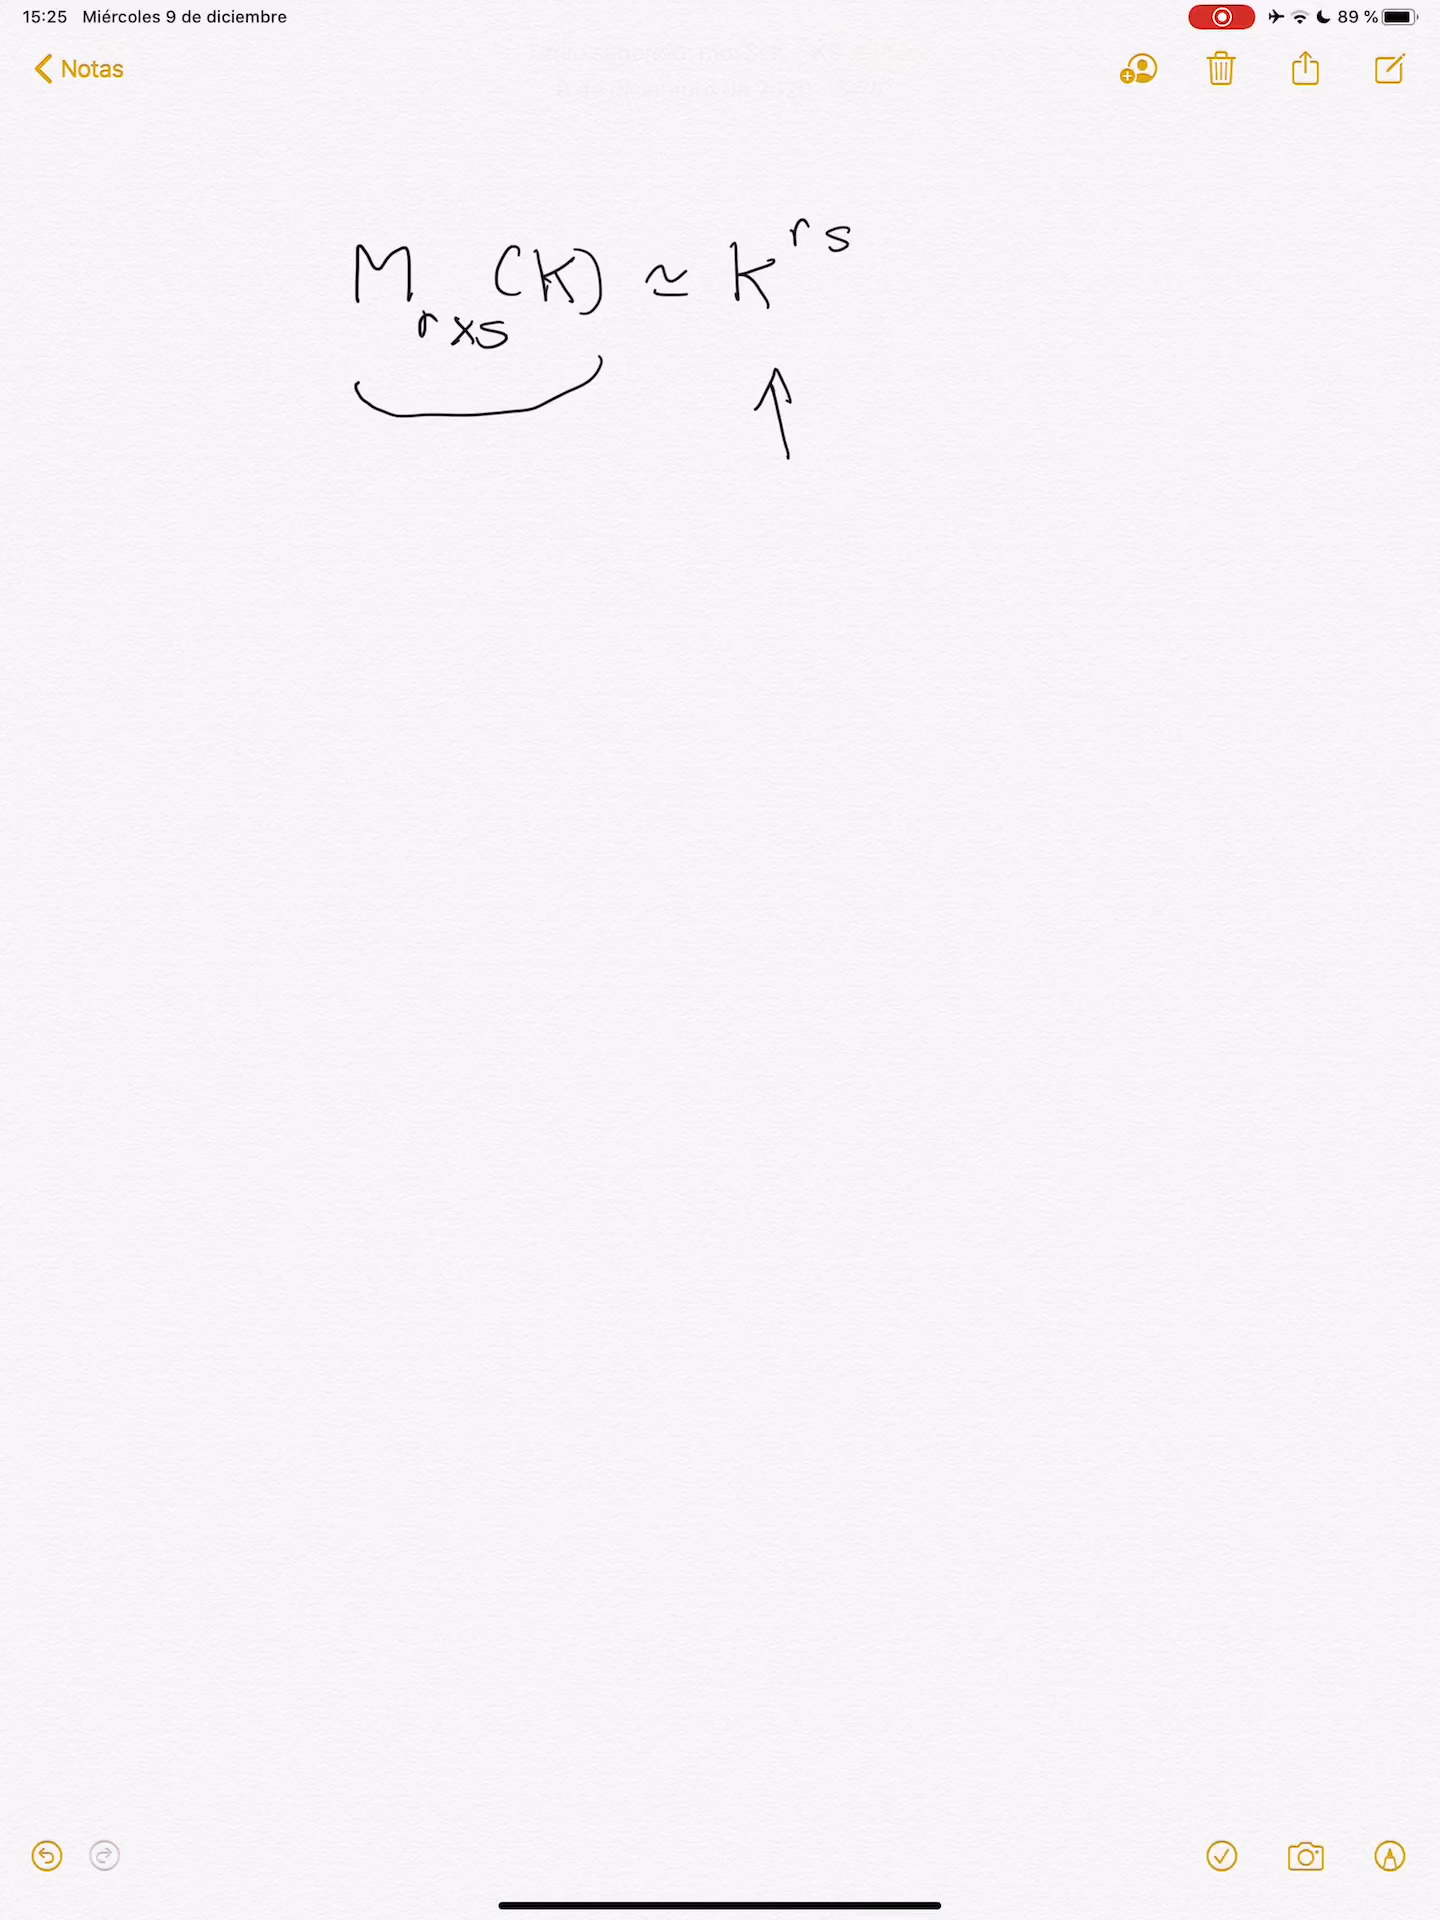 15:25 Miércoles 9 de diciembre 89 %
Notas
M r×s (K) ≃ K rs